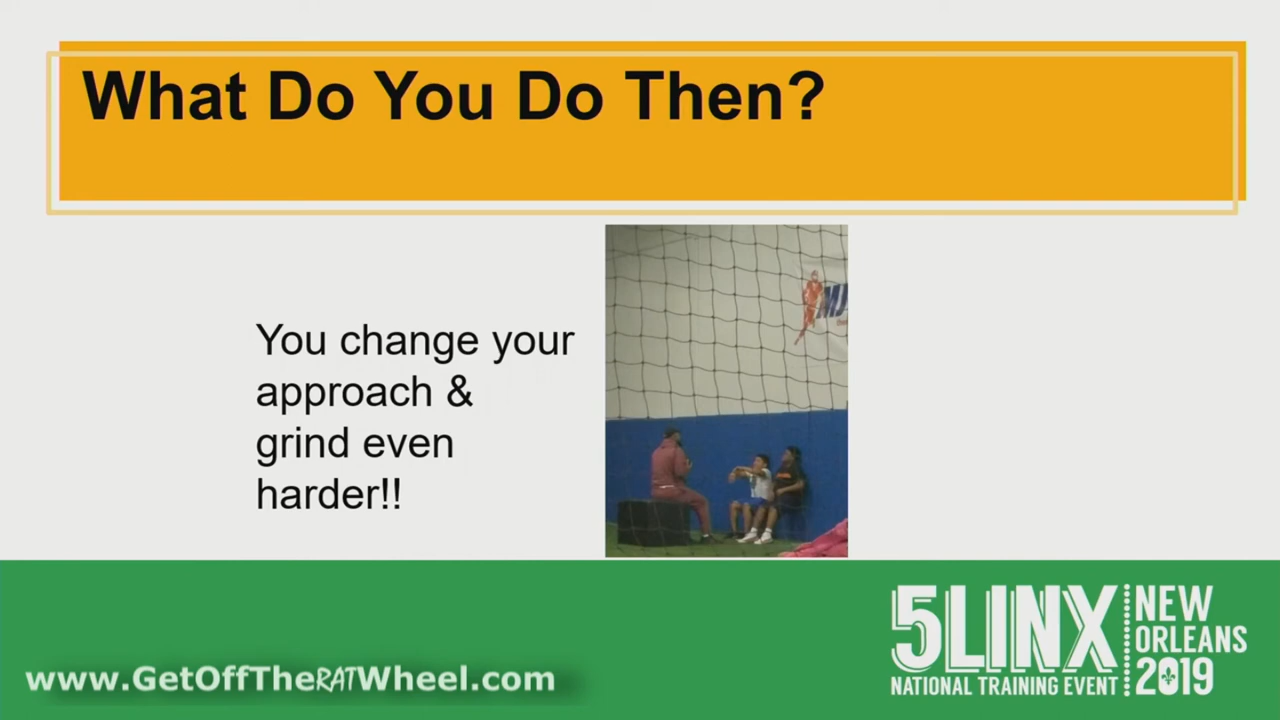 What Do You Do Then?
You change your
approach &
grind even
harder!!
www.GetOffTheRATWheel.com
5LINX
NATIONAL TRAINING EVENT
NEW
ORLEANS
2019